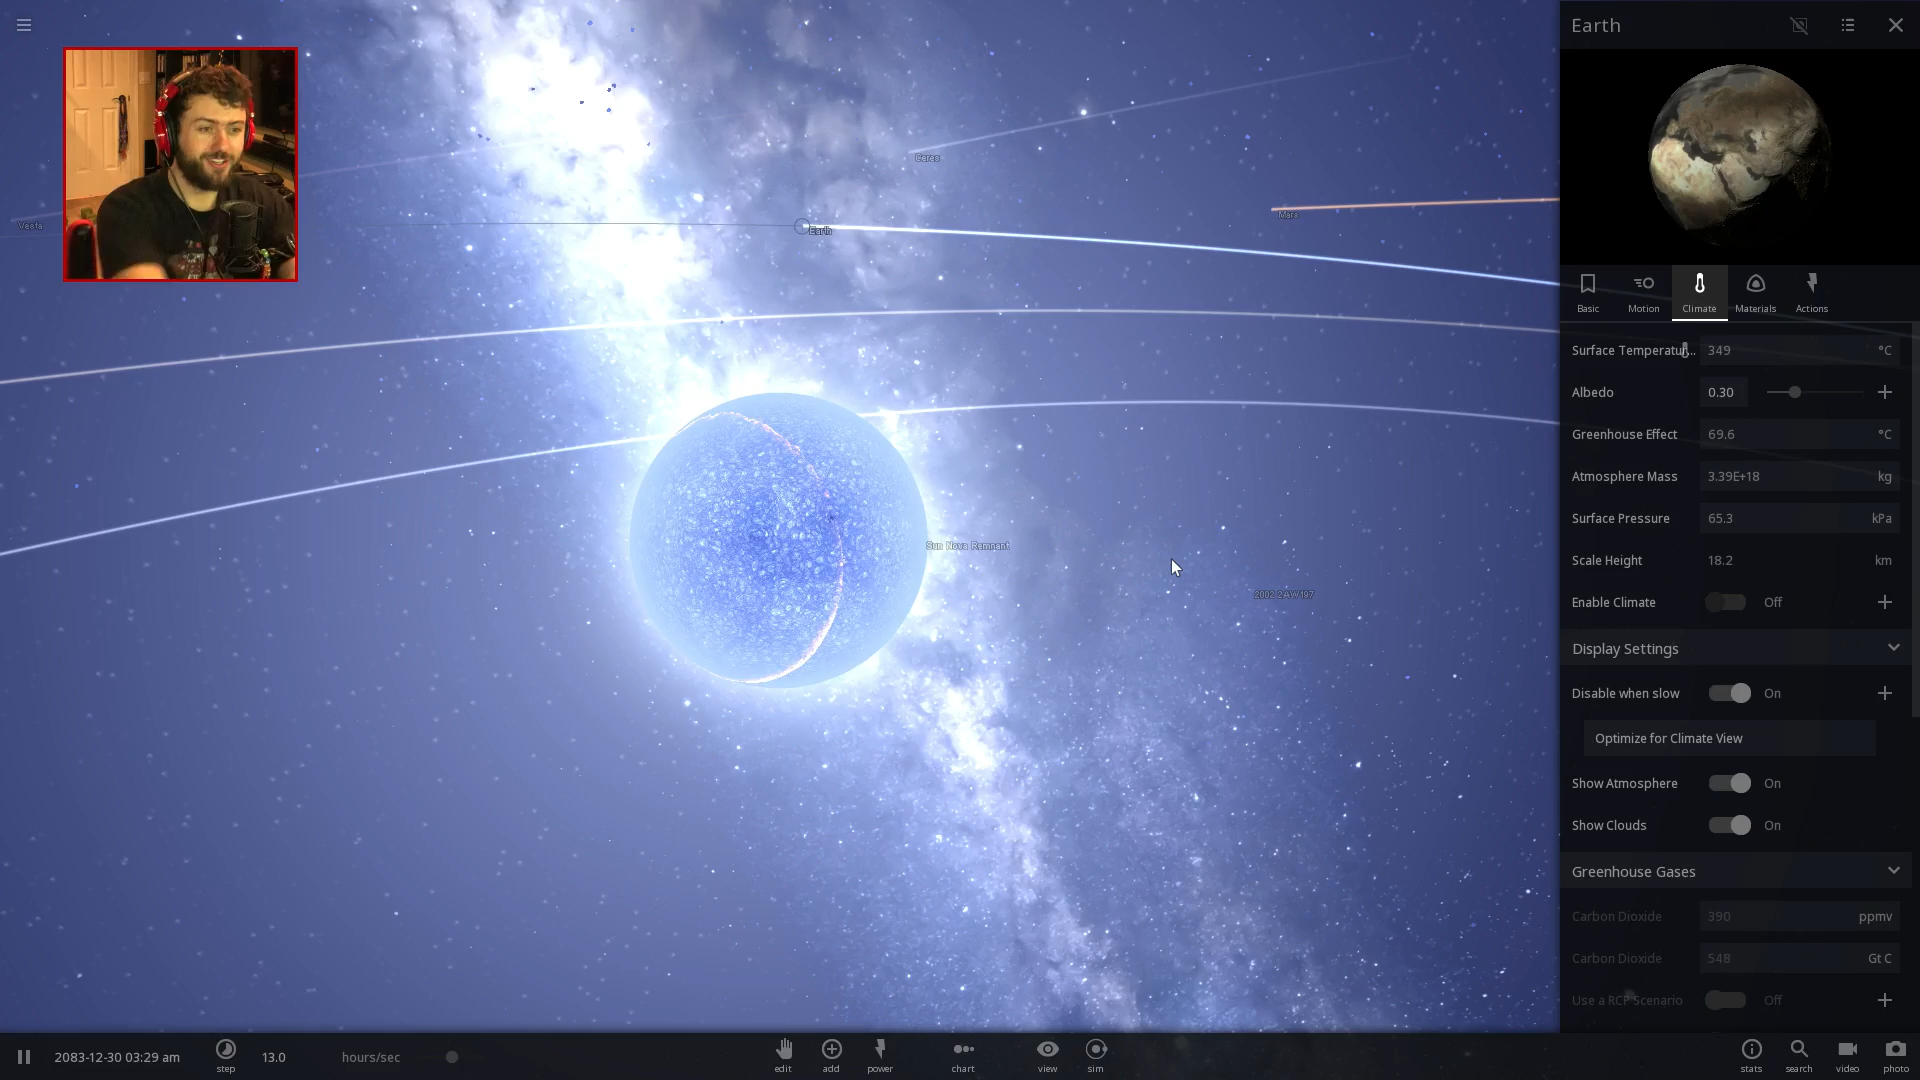 Earth
Ceres
Vesta
Earth
Mars
Sun Nova Remnant
Basic
Motion
Climate
Materials
Actions
Surface Temperatur... 349 °C
Albedo 0.30
Greenhouse Effect 69.6 °C
Atmosphere Mass 3.39E+18 kg
Surface Pressure 65.3 kPa
Scale Height 18.2 km
Enable Climate Off
Display Settings
Disable when slow On
Optimize for Climate View
Show Atmosphere On
Show Clouds On
Greenhouse Gases
Carbon Dioxide 390 ppmv
Carbon Dioxide 548 Gt C
Use a RCP Scenario Off
2083-12-30 03:29 am
step
13.0 hours/sec
edit
add
power
chart
view
sim
stats
search
video
photo